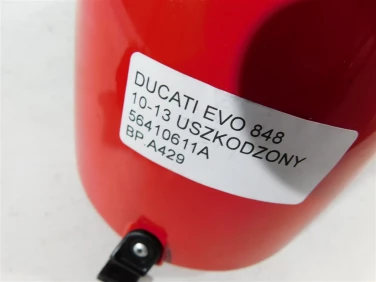 DUCATI EVO 848
10-13 USZKODZONY
56410611A
BP.A429